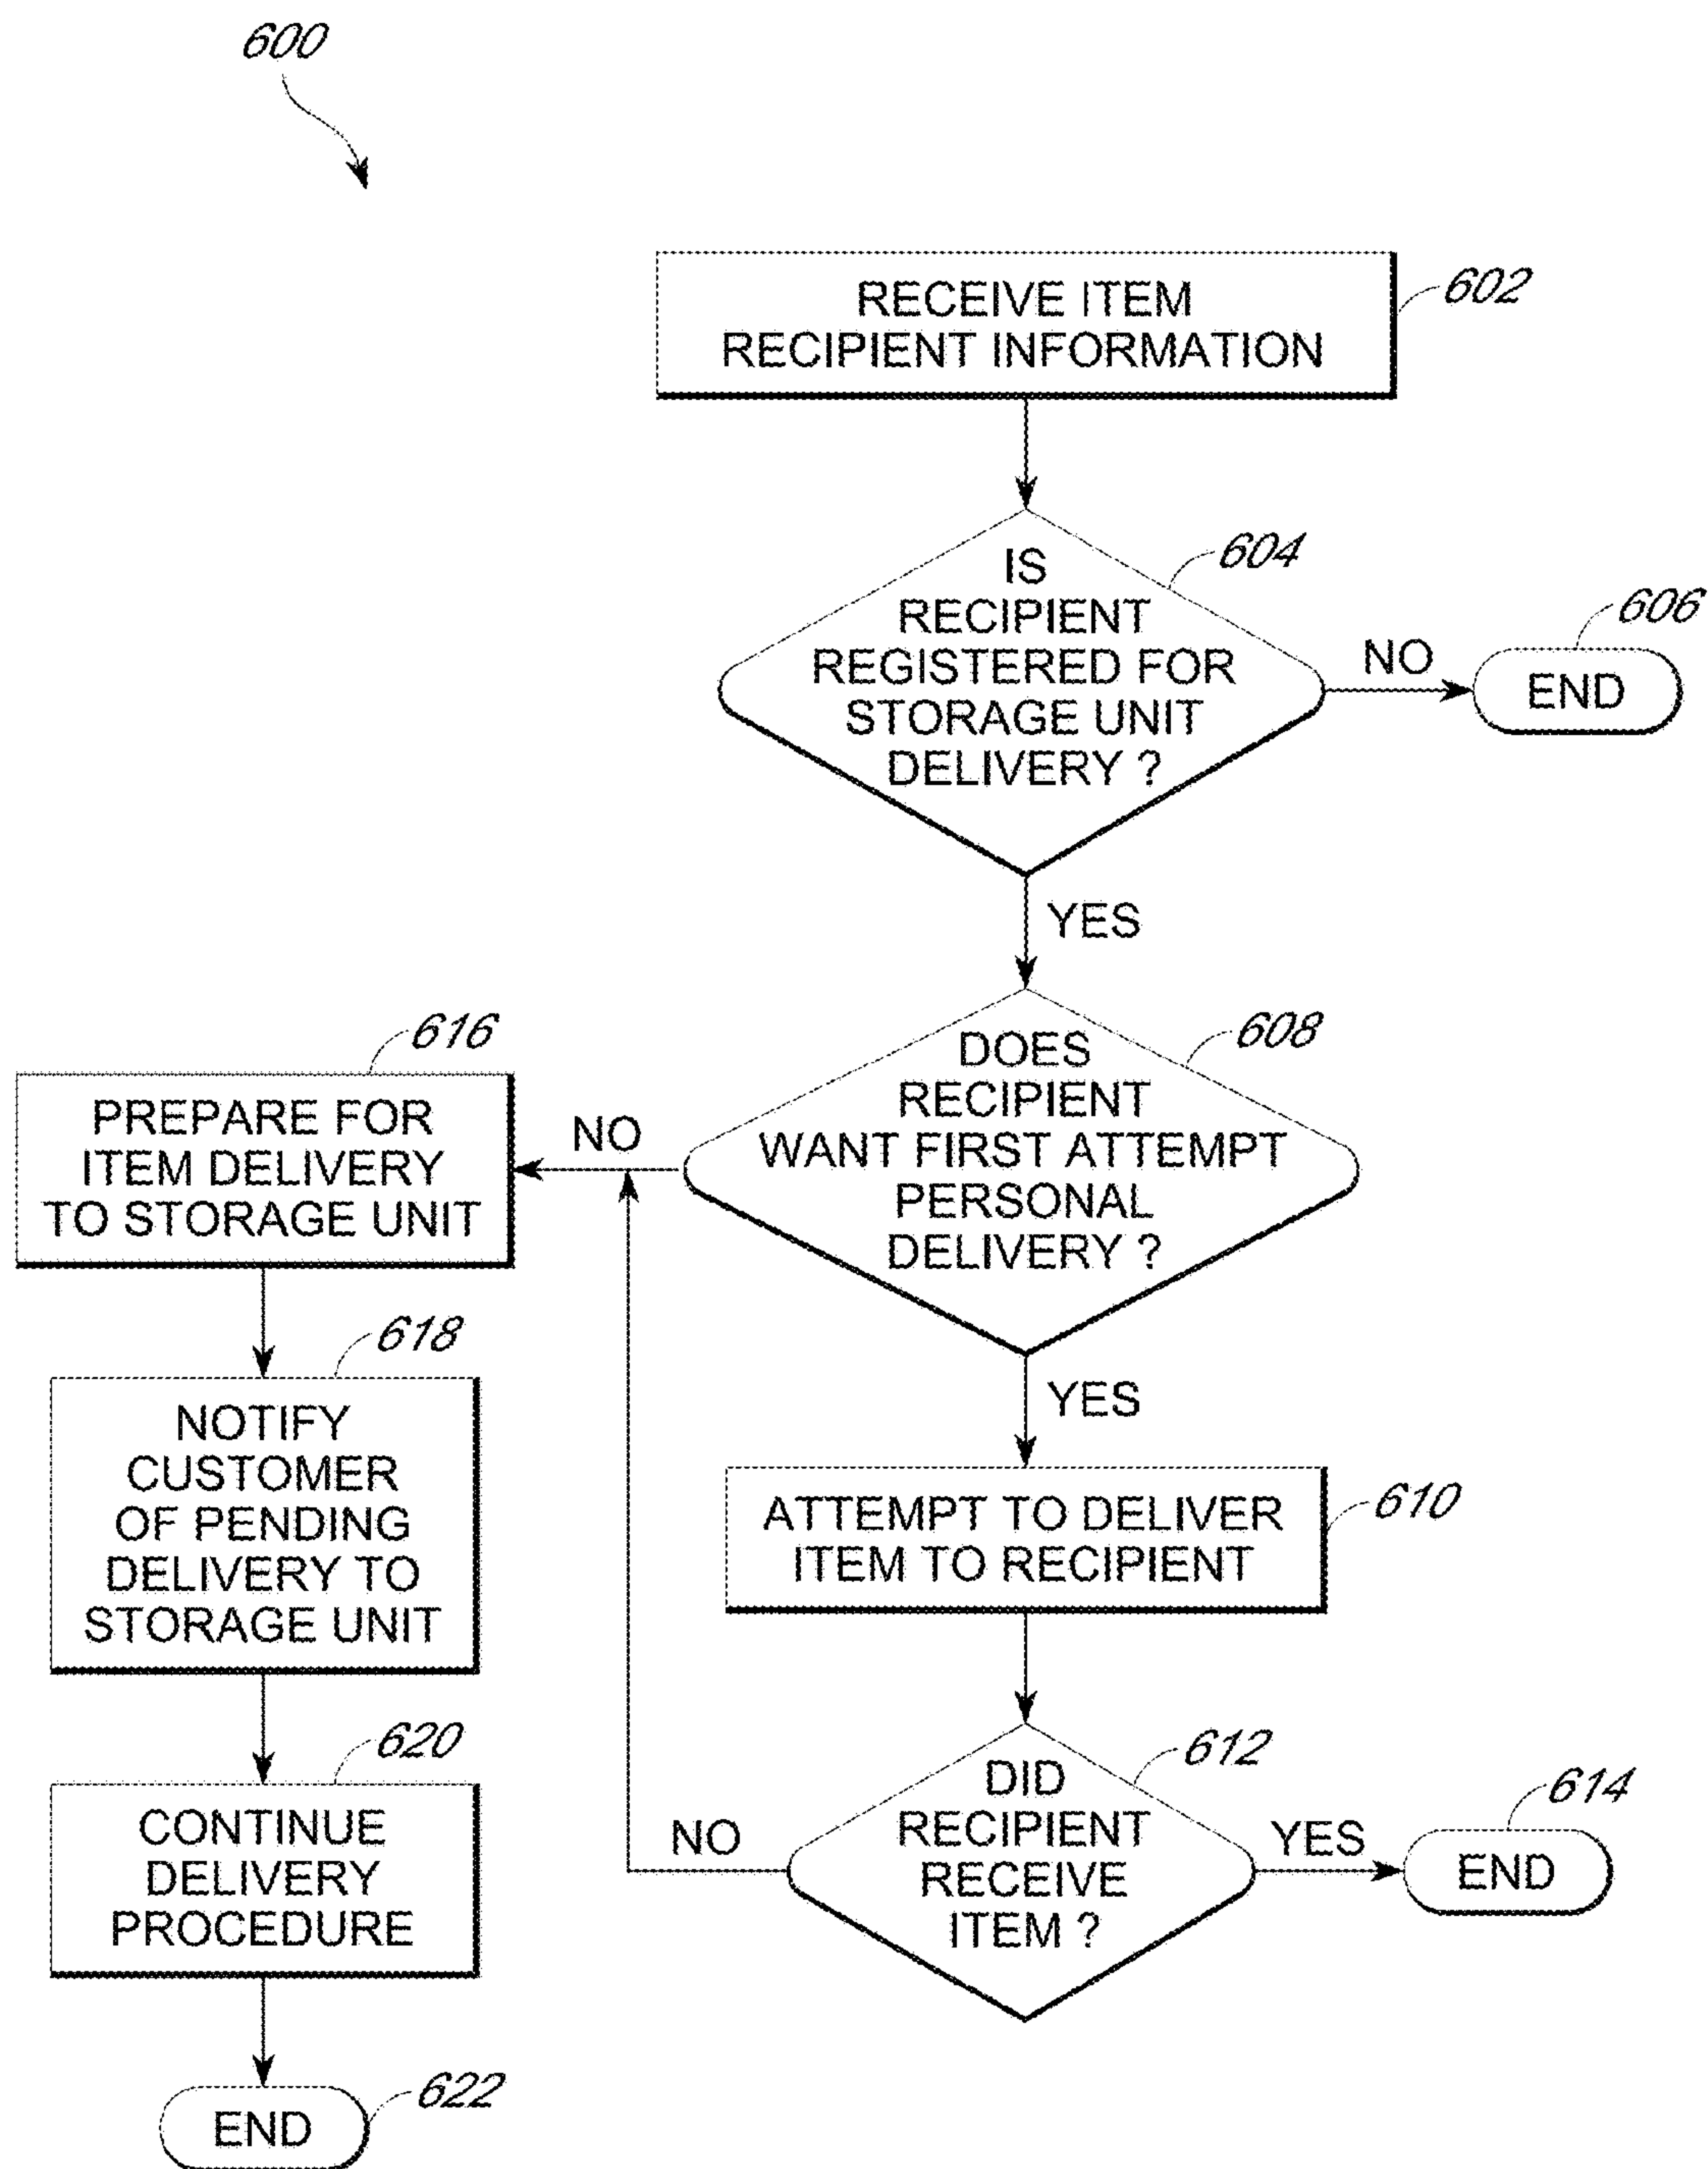 600
RECEIVE ITEM
RECIPIENT INFORMATION
602
IS
RECIPIENT
REGISTERED FOR
STORAGE UNIT
DELIVERY ?
604
NO
END
606
YES
DOES
RECIPIENT
WANT FIRST ATTEMPT
PERSONAL
DELIVERY ?
608
NO
616
PREPARE FOR
ITEM DELIVERY
TO STORAGE UNIT
618
NOTIFY
CUSTOMER
OF PENDING
DELIVERY TO
STORAGE UNIT
620
CONTINUE
DELIVERY
PROCEDURE
END
622
YES
ATTEMPT TO DELIVER
ITEM TO RECIPIENT
610
DID
RECIPIENT
RECEIVE
ITEM ?
612
NO
YES
END
614